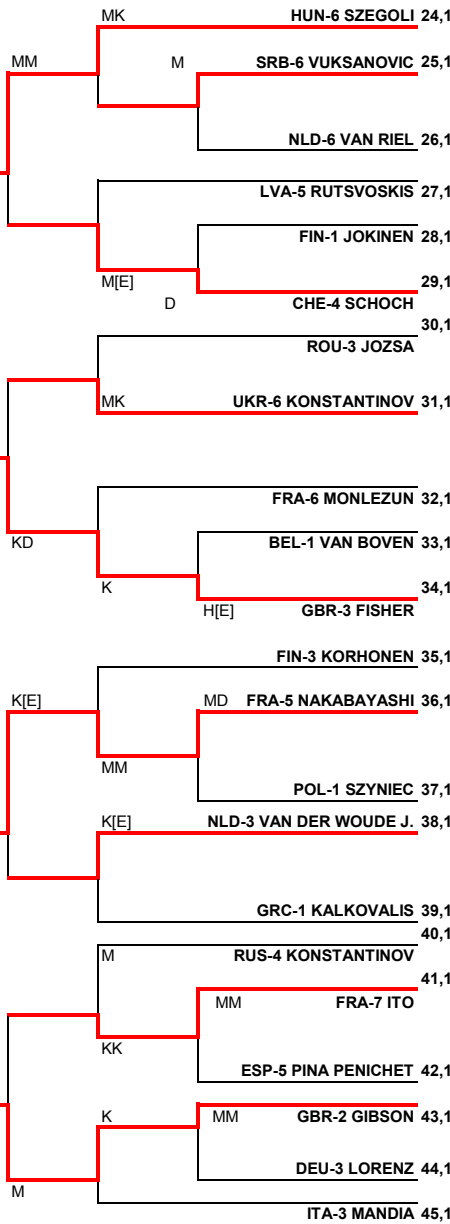 MK HUN-6 SZEGOLI 24,1
MM M SRB-6 VUKSANOVIC 25,1
NLD-6 VAN RIEL 26,1
LVA-5 RUTSVOSKIS 27,1
FIN-1 JOKINEN 28,1
M[E] 29,1
D CHE-4 SCHOCH
30,1
ROU-3 JOZSA
MK UKR-6 KONSTANTINOV 31,1
FRA-6 MONLEZUN 32,1
KD BEL-1 VAN BOVEN 33,1
K 34,1
H[E] GBR-3 FISHER
FIN-3 KORHONEN 35,1
K[E] MD FRA-5 NAKABAYASHI 36,1
MM
POL-1 SZYNIEC 37,1
K[E] NLD-3 VAN DER WOUDE J. 38,1
GRC-1 KALKOVALIS 39,1
40,1
M RUS-4 KONSTANTINOV
41,1
MM FRA-7 ITO
KK
ESP-5 PINA PENICHET 42,1
K MM GBR-2 GIBSON 43,1
DEU-3 LORENZ 44,1
M
ITA-3 MANDIA 45,1